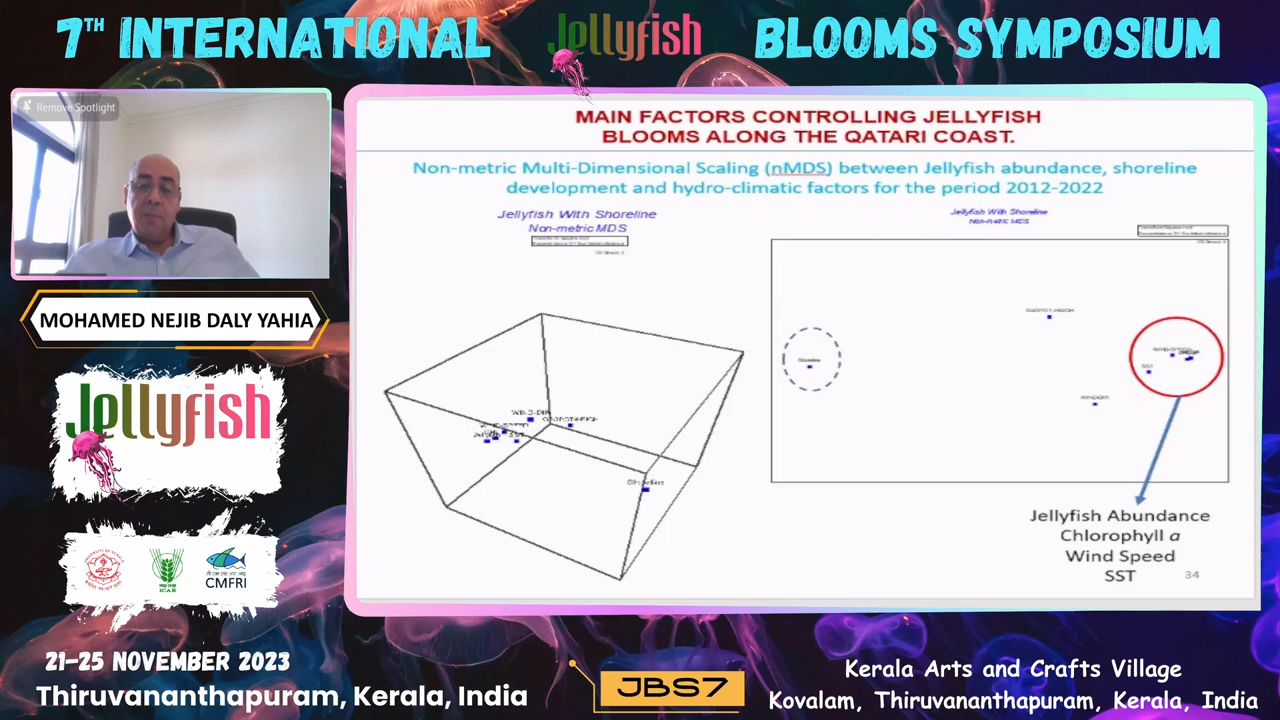 7TH INTERNATIONAL Jellyfish BLOOMS SYMPOSIUM
Remove Spotlight
MOHAMED NEJIB DALY YAHIA
Jellyfish
ICAR
CMFRI
21-25 NOVEMBER 2023
Thiruvananthapuram, Kerala, India
JBS7
Kerala Arts and Crafts Village
Kovalam, Thiruvananthapuram, Kerala, India
MAIN FACTORS CONTROLLING JELLYFISH
BLOOMS ALONG THE QATARI COAST.
Non-metric Multi-Dimensional Scaling (nMDS) between Jellyfish abundance, shoreline
development and hydro-climatic factors for the period 2012-2022
Jellyfish With Shoreline
Non-metric MDS
Shoreline
Jellyfish With Shoreline
Non-metric MDS
Shoreline
SST
Jellyfish Abundance
Chlorophyll a
Wind Speed
SST
34